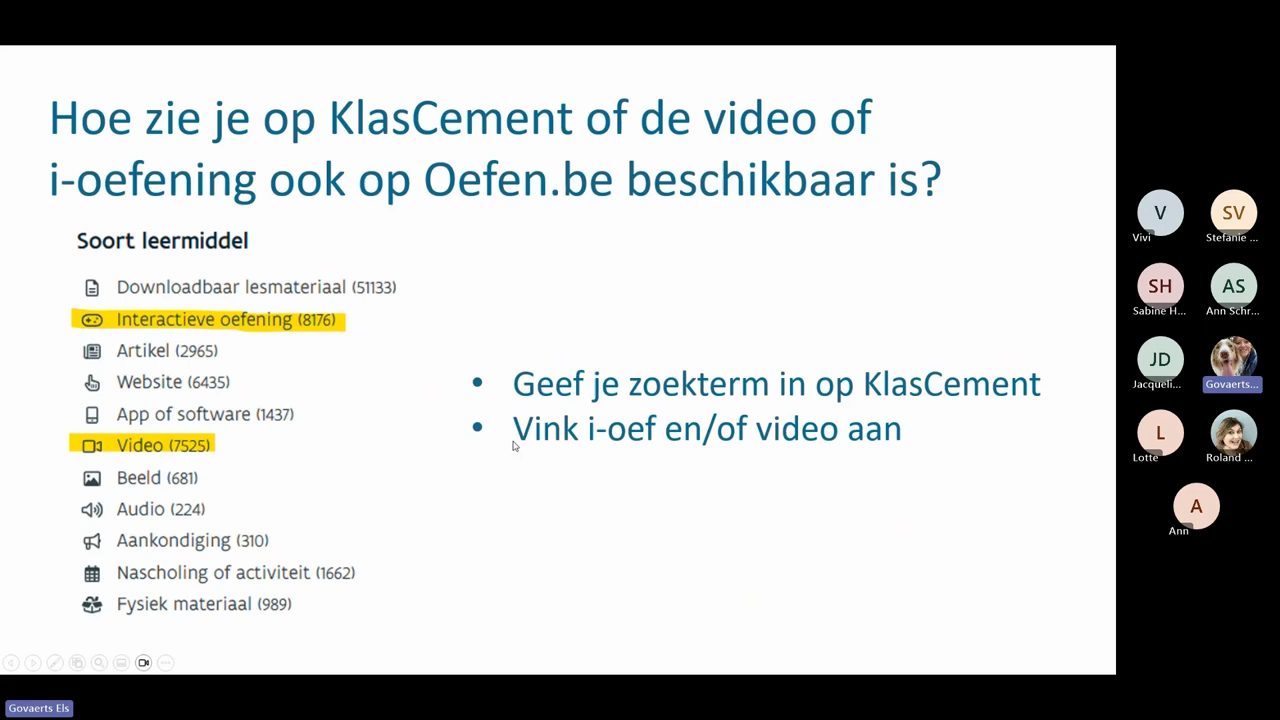 Hoe zie je op KlasCement of de video of
i-oefening ook op Oefen.be beschikbaar is?
Soort leermiddel
Downloadbaar lesmateriaal (51133)
Interactieve oefening (8176)
Artikel (2965)
Website (6435)
App of software (1437)
Video (7525)
Beeld (681)
Audio (224)
Aankondiging (310)
Nascholing of activiteit (1662)
Fysiek materiaal (989)
• Geef je zoekterm in op KlasCement
• Vink i-oef en/of video aan
V
Vivi
SV
Stefanie ...
SH
Sabine H...
AS
Ann Schr...
JD
Jacqueli...
Govaerts...
L
Lotte
Roland ...
A
Ann
Govaerts Els